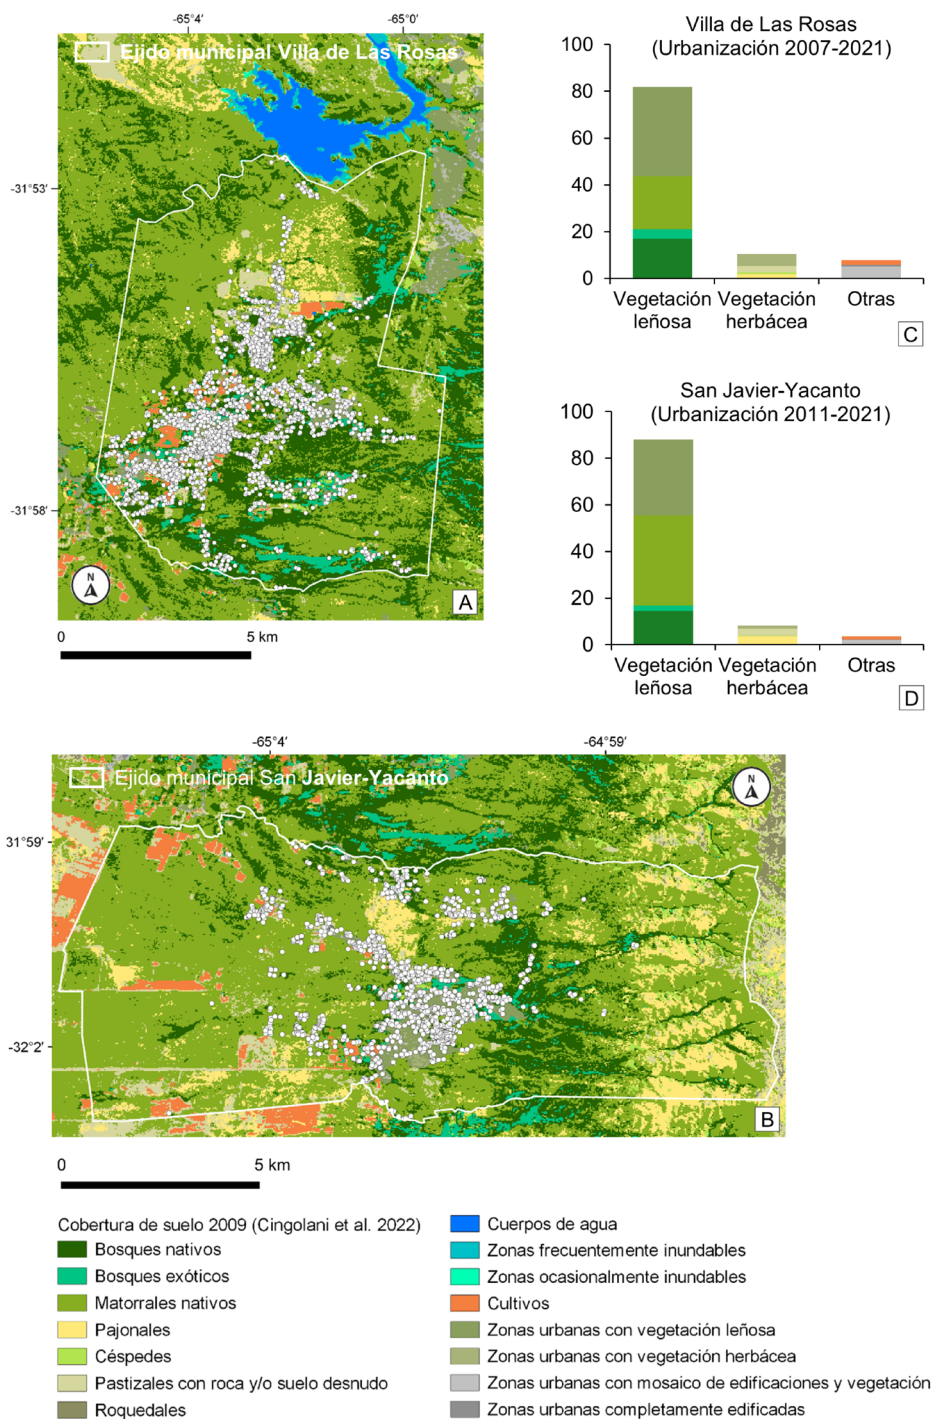 -65°4'
-65°0'
Ejido municipal Villa de Las Rosas
-31°53'
-31°58'
N
A
0
5 km
Villa de Las Rosas
(Urbanización 2007-2021)
100
80
60
40
20
0
Vegetación
leñosa
Vegetación
herbácea
Otras
C
San Javier-Yacanto
(Urbanización 2011-2021)
100
80
60
40
20
0
Vegetación
leñosa
Vegetación
herbácea
Otras
D
-65°4'
-64°59'
Ejido municipal San Javier-Yacanto
N
31°59'
-32°2'
B
0
5 km
Cobertura de suelo 2009 (Cingolani et al. 2022)
Bosques nativos
Bosques exóticos
Matorrales nativos
Pajonales
Céspedes
Pastizales con roca y/o suelo desnudo
Roquedales
Cuerpos de agua
Zonas frecuentemente inundables
Zonas ocasionalmente inundables
Cultivos
Zonas urbanas con vegetación leñosa
Zonas urbanas con vegetación herbácea
Zonas urbanas con mosaico de edificaciones y vegetación
Zonas urbanas completamente edificadas